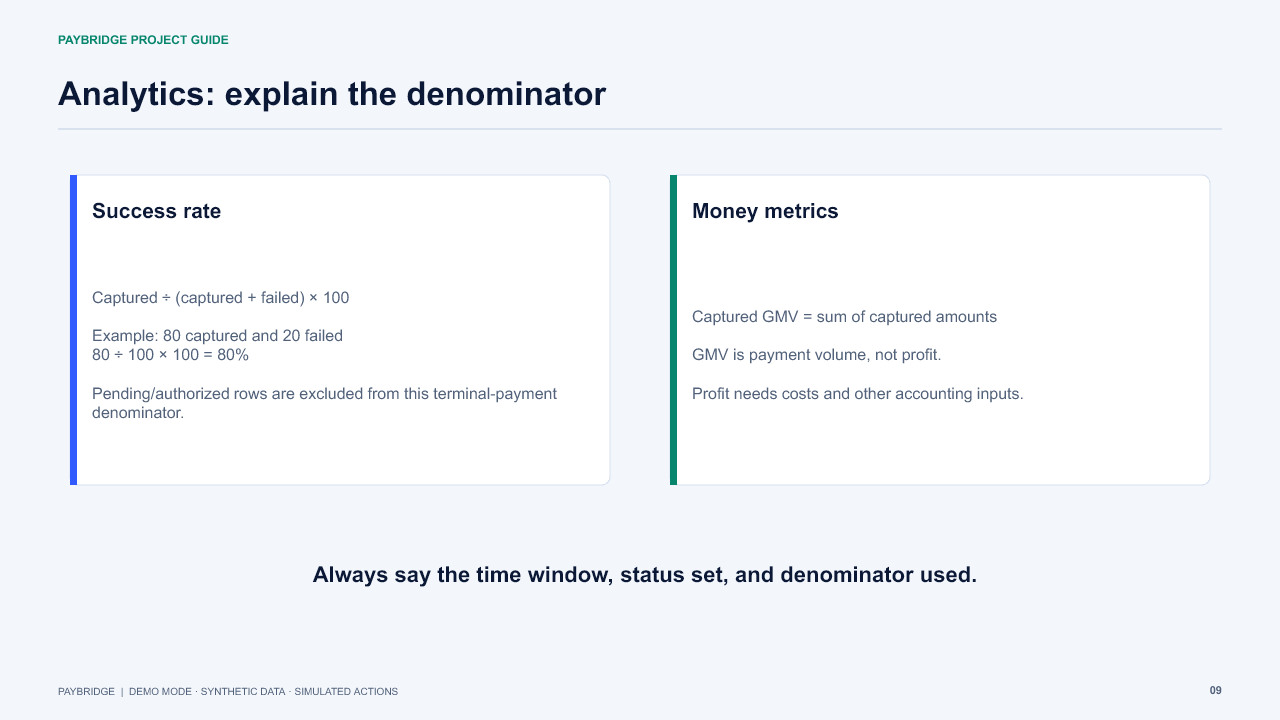 PAYBRIDGE PROJECT GUIDE
Analytics: explain the denominator
Success rate
Captured ÷ (captured + failed) × 100
Example: 80 captured and 20 failed
80 ÷ 100 × 100 = 80%
Pending/authorized rows are excluded from this terminal-payment
denominator.
Money metrics
Captured GMV = sum of captured amounts
GMV is payment volume, not profit.
Profit needs costs and other accounting inputs.
Always say the time window, status set, and denominator used.
PAYBRIDGE | DEMO MODE · SYNTHETIC DATA · SIMULATED ACTIONS
09